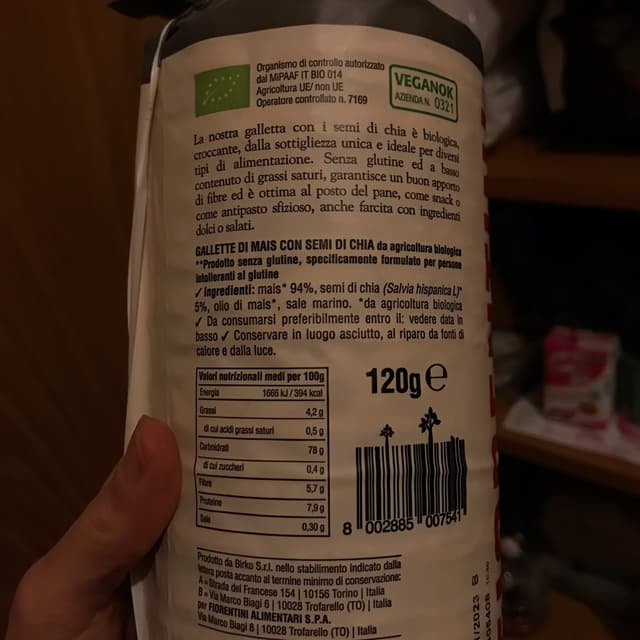 Organismo di controllo autorizzato
dal MiPAAF IT BIO 014
Agricoltura UE/ non UE
Operatore controllato n. 7169
VEGANOK
AZIENDA N. 0321
La nostra galletta con i semi di chia è biologica,
croccante, dalla sottigliezza unica e ideale per diversi
tipi di alimentazione. Senza glutine ed a basso
contenuto di grassi saturi, garantisce un buon apporto
di fibre ed è ottima al posto del pane, come snack o
come antipasto sfizioso, anche farcita con ingredienti
dolci o salati.
GALLETTE DI MAIS CON SEMI DI CHIA da agricoltura biologica
**Prodotto senza glutine, specificamente formulato per persone
intolleranti al glutine
✓Ingredienti: mais* 94%, semi di chia (Salvia hispanica L)*
5%, olio di mais*, sale marino. *da agricoltura biologica
✓ Da consumarsi preferibilmente entro il: vedere data in
basso ✓ Conservare in luogo asciutto, al riparo da fonti di
calore e dalla luce.
Valori nutrizionali medi per 100g
Energia 1666 kJ / 394 kcal
Grassi 4,2 g
di cui acidi grassi saturi 0,5 g
Carboidrati 78 g
di cui zuccheri 0,4 g
Fibre 5,7 g
Proteine 7,9 g
Sale 0,30 g
120g e
8 002885 007541
Prodotto da Birko S.r.l. nello stabilimento indicato dalla
lettera posta accanto al termine minimo di conservazione:
A = Strada del Francese 154 | 10156 Torino | Italia
B = Via Marco Biagi 6 | 10028 Trofarello (TO) | Italia
per FIORENTINI ALIMENTARI S.P.A.
Via Marco Biagi 8 | 10028 Trofarello (TO) | Italia
/2023 B